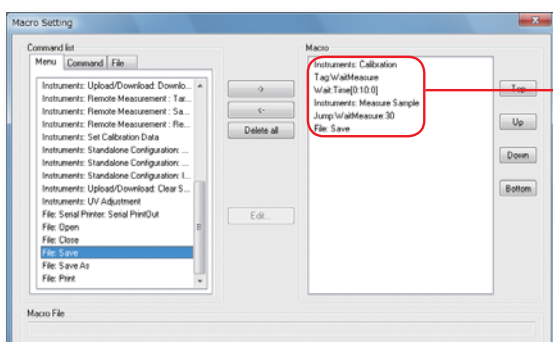 Macro Setting
Command list
Menu Command File
Instruments: Upload/Download: Downlo...
Instruments: Remote Measurement : Tar...
Instruments: Remote Measurement : Sa...
Instruments: Remote Measurement : Re...
Instruments: Set Calibration Data
Instruments: Standalone Configuration: ...
Instruments: Standalone Configuration: ...
Instruments: Standalone Configuration: I...
Instruments: Upload/Download: Clear S...
Instruments: UV Adjustment
File: Serial Printer: Serial PrintOut
File: Open
File: Close
File: Save
File: Save As
File: Print
->
<-
Delete all
Edit...
Macro
Instruments: Calibration
Tag:WaitMeasure
Wait:Time[0:10:0]
Instruments: Measure Sample
Jump:WaitMeasure:30
File: Save
Top
Up
Down
Bottom
Macro File